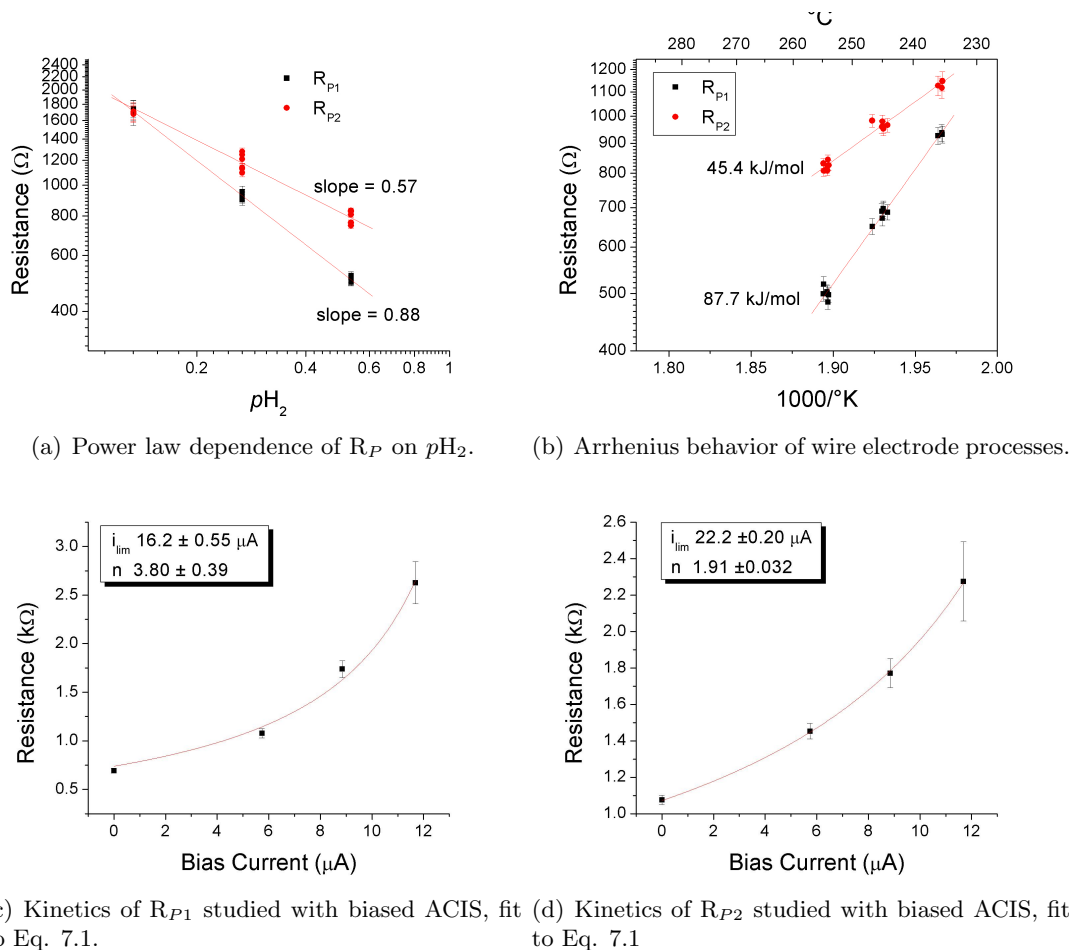 2400
2200
2000
1800
1600
1400
1200
1000
800
600
400
Resistance (Ω)
R_P1
R_P2
slope = 0.57
slope = 0.88
0.2 0.4 0.6 0.8 1
pH₂
°C
280 270 260 250 240 230
1200
1100
1000
900
800
700
600
500
400
Resistance (Ω)
R_P1
R_P2
45.4 kJ/mol
87.7 kJ/mol
1.80 1.85 1.90 1.95 2.00
1000/°K
(a) Power law dependence of R_P on pH₂.
(b) Arrhenius behavior of wire electrode processes.
3.0
2.5
2.0
1.5
1.0
0.5
Resistance (kΩ)
i_lim 16.2 ± 0.55 μA
n 3.80 ± 0.39
0 2 4 6 8 10 12
Bias Current (μA)
2.6
2.4
2.2
2.0
1.8
1.6
1.4
1.2
1.0
Resistance (kΩ)
i_lim 22.2 ±0.20 μA
n 1.91 ±0.032
0 2 4 6 8 10 12
Bias Current (μA)
) Kinetics of R_P1 studied with biased ACIS, fit
o Eq. 7.1.
(d) Kinetics of R_P2 studied with biased ACIS, fit
to Eq. 7.1